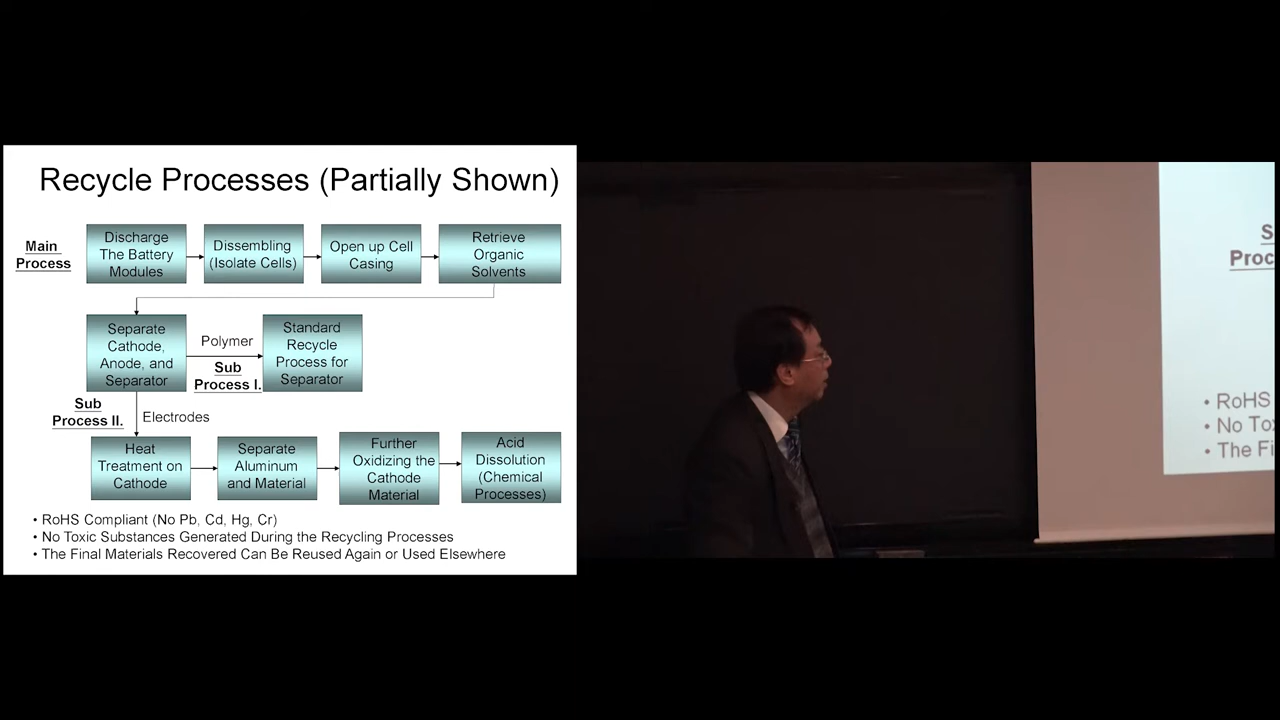 Recycle Processes (Partially Shown)
Main
Process
Discharge
The Battery
Modules
Dissembling
(Isolate Cells)
Open up Cell
Casing
Retrieve
Organic
Solvents
Separate
Cathode,
Anode, and
Separator
Polymer
Sub
Process I.
Standard
Recycle
Process for
Separator
Sub
Process II.
Electrodes
Heat
Treatment on
Cathode
Separate
Aluminum
and Material
Further
Oxidizing the
Cathode
Material
Acid
Dissolution
(Chemical
Processes)
• RoHS Compliant (No Pb, Cd, Hg, Cr)
• No Toxic Substances Generated During the Recycling Processes
• The Final Materials Recovered Can Be Reused Again or Used Elsewhere
S
Proc
• RoHS
• No Tox
• The Fi